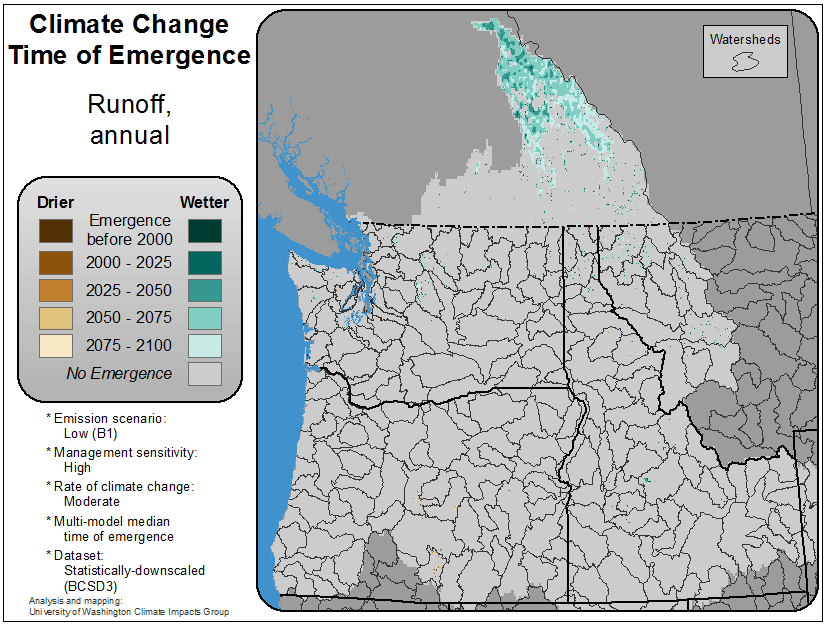 Climate Change
Time of Emergence
Runoff,
annual
Drier
Wetter
Emergence
before 2000
2000 - 2025
2025 - 2050
2050 - 2075
2075 - 2100
No Emergence
* Emission scenario:
Low (B1)
* Management sensitivity:
High
* Rate of climate change:
Moderate
* Multi-model median
time of emergence
* Dataset:
Statistically-downscaled
(BCSD3)
Analysis and mapping:
University of Washington Climate Impacts Group
Watersheds